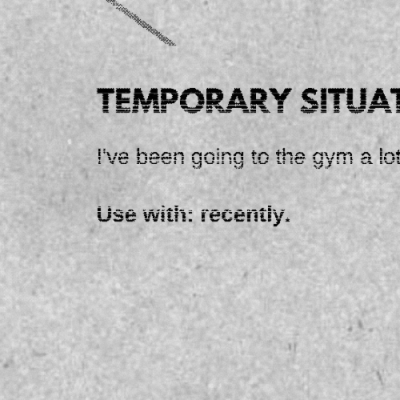 TEMPORARY SITUAT
I've been going to the gym a lot
Use with: recently.